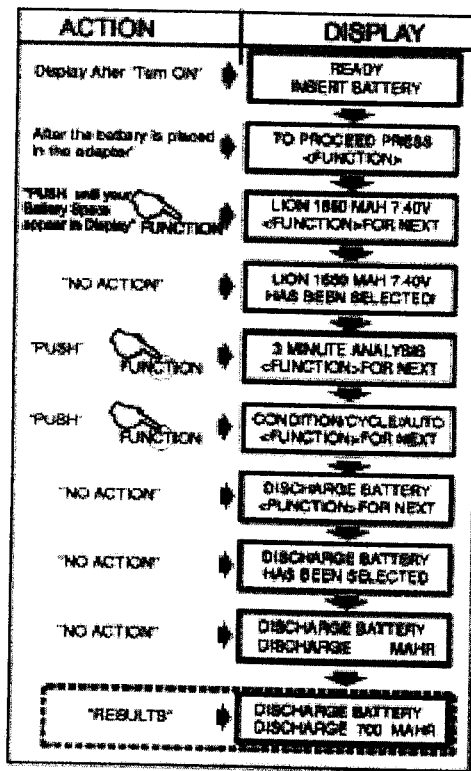 ACTION DISPLAY
Display After "Turn ON"
READY
INSERT BATTERY
After the battery is placed
in the adapter"
TO PROCEED PRESS
<FUNCTION>
"PUSH until your
Battery Specs
appear in Display" FUNCTION
LION 1650 MAH 7.40V
<FUNCTION>FOR NEXT
"NO ACTION"
LION 1650 MAH 7.40V
HAS BEEN SELECTED!
"PUSH"
FUNCTION
3 MINUTE ANALYSIS
<FUNCTION>FOR NEXT
"PUSH"
FUNCTION
CONDITION/CYCLE/AUTO
<FUNCTION>FOR NEXT
"NO ACTION"
DISCHARGE BATTERY
<FUNCTION>FOR NEXT
"NO ACTION"
DISCHARGE BATTERY
HAS BEEN SELECTED
"NO ACTION"
DISCHARGE BATTERY
DISCHARGE MAHR
"RESULTS"
DISCHARGE BATTERY
DISCHARGE 700 MAHR